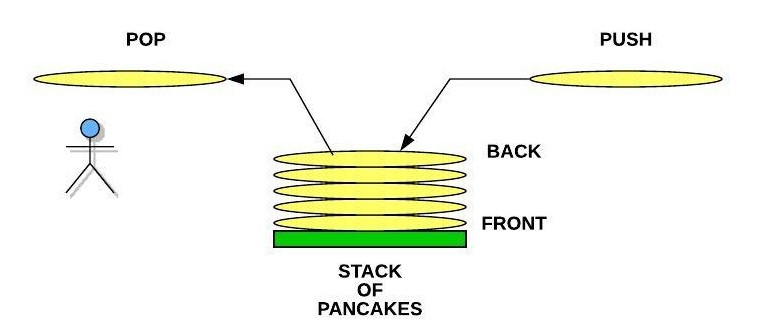 POP
PUSH
BACK
FRONT
STACK
OF
PANCAKES